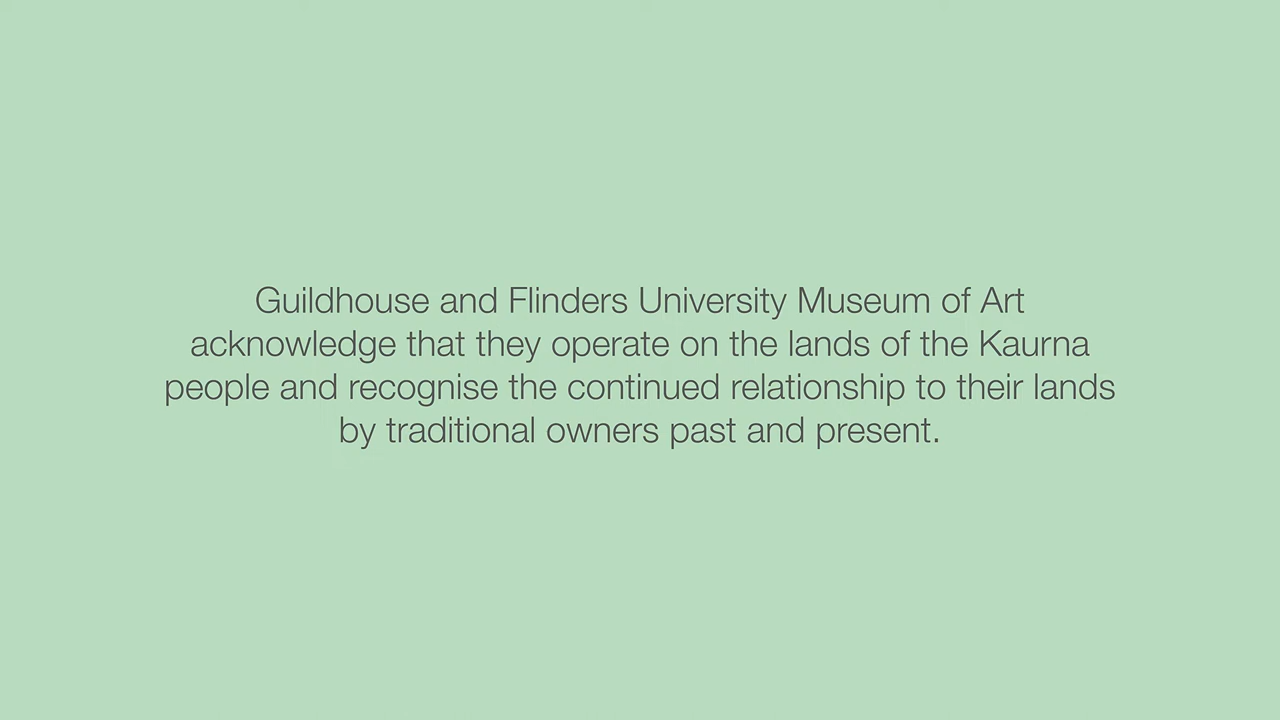 Guildhouse and Flinders University Museum of Art
acknowledge that they operate on the lands of the Kaurna
people and recognise the continued relationship to their lands
by traditional owners past and present.